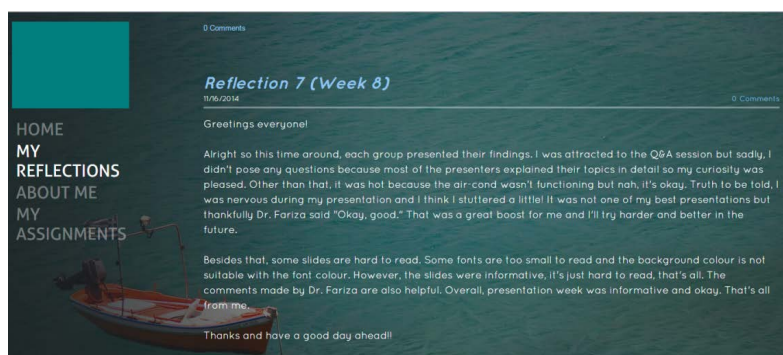 0 Comments
Reflection 7 (Week 8)
11/16/2014
0 Comments
HOME
MY
REFLECTIONS
ABOUT ME
MY
ASSIGNMENTS
Greetings everyone!
Alright so this time around, each group presented their findings. I was attracted to the Q&A session but sadly, I
didn't pose any questions because most of the presenters explained their topics in detail so my curiosity was
pleased. Other than that, it was hot because the air-cond wasn't functioning but nah, it's okay. Truth to be told, I
was nervous during my presentation and I think I stuttered a little! It was not one of my best presentations but
thankfully Dr. Fariza said "Okay, good." That was a great boost for me and I'll try harder and better in the
future.
Besides that, some slides are hard to read. Some fonts are too small to read and the background colour is not
suitable with the font colour. However, the slides were informative, it's just hard to read, that's all. The
comments made by Dr. Fariza are also helpful. Overall, presentation week was informative and okay. That's all
from me.
Thanks and have a good day ahead!!